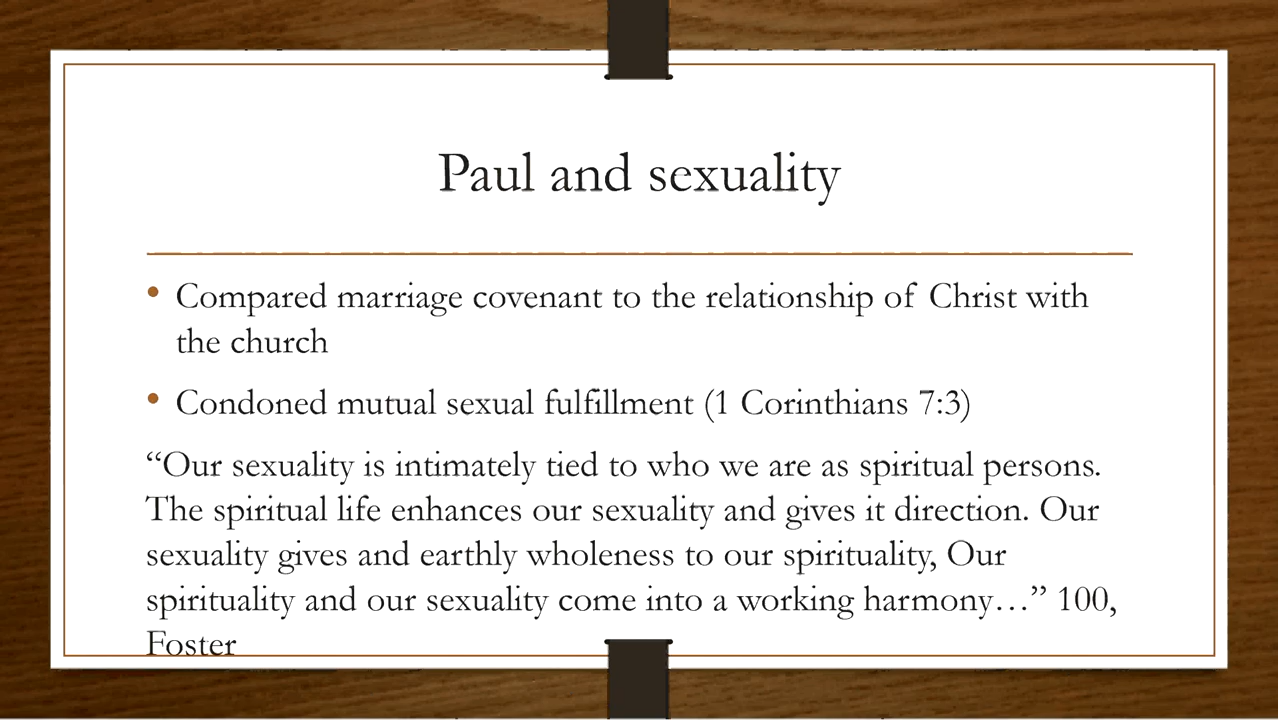 Paul and sexuality
• Compared marriage covenant to the relationship of Christ with
the church
• Condoned mutual sexual fulfillment (1 Corinthians 7:3)
“Our sexuality is intimately tied to who we are as spiritual persons.
The spiritual life enhances our sexuality and gives it direction. Our
sexuality gives and earthly wholeness to our spirituality, Our
spirituality and our sexuality come into a working harmony…” 100,
Foster